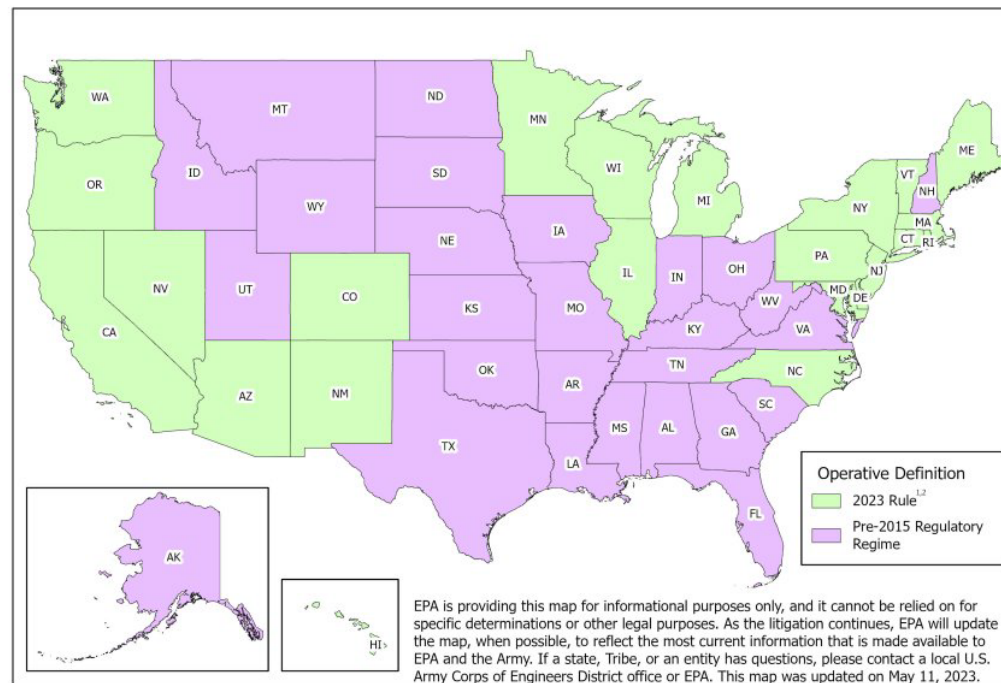 WA
MT
ND
MN
ME
OR
ID
SD
WI
MI
VT
NH
NY
WY
MA
CT
RI
IA
NE
PA
NV
UT
CO
IL
IN
OH
NJ
MD
DE
CA
KS
MO
WV
VA
KY
AZ
NM
OK
AR
TN
NC
SC
TX
LA
MS
AL
GA
FL
Operative Definition
2023 Rule1,2
Pre-2015 Regulatory
Regime
AK
HI
EPA is providing this map for informational purposes only, and it cannot be relied on for
specific determinations or other legal purposes. As the litigation continues, EPA will update
the map, when possible, to reflect the most current information that is made available to
EPA and the Army. If a state, Tribe, or an entity has questions, please contact a local U.S.
Army Corps of Engineers District office or EPA. This map was updated on May 11, 2023.